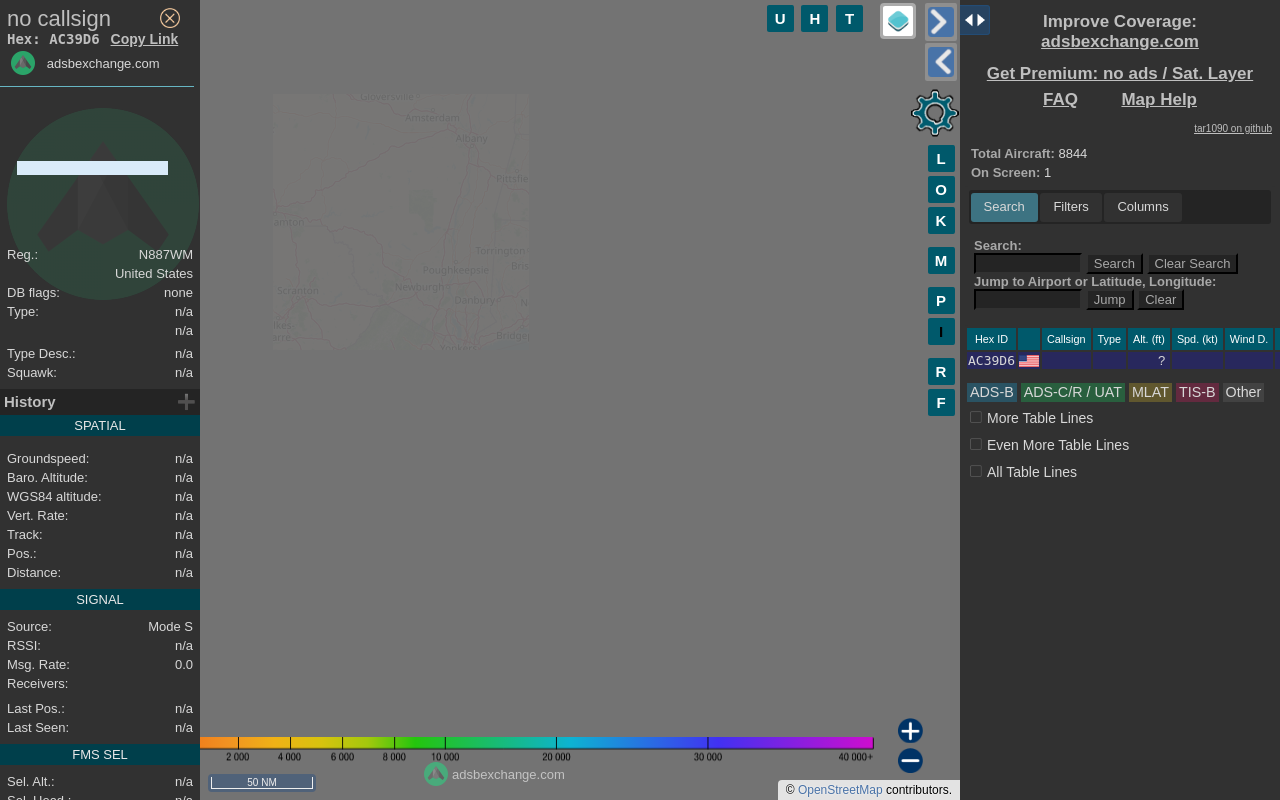 no callsign
Hex: AC39D6 Copy Link
adsbexchange.com
Reg.: N887WM
United States
DB flags: none
Type: n/a
n/a
Type Desc.: n/a
Squawk: n/a
History
SPATIAL
Groundspeed: n/a
Baro. Altitude: n/a
WGS84 altitude: n/a
Vert. Rate: n/a
Track: n/a
Pos.: n/a
Distance: n/a
SIGNAL
Source: Mode S
RSSI: n/a
Msg. Rate: 0.0
Receivers:
Last Pos.: n/a
Last Seen: n/a
FMS SEL
Sel. Alt.: n/a
Sel. Head.: n/a
U H T
L
O
K
M
P
I
R
F
Gloversville
Amsterdam
Albany
Pittsfie
amton
Torrington
Poughkeepsie
Scranton
Newburgh
Danbury
Yonkers
2 000 4 000 6 000 8 000 10 000 20 000 30 000 40 000+
50 NM
adsbexchange.com
© OpenStreetMap contributors.
Improve Coverage:
adsbexchange.com
Get Premium: no ads / Sat. Layer
FAQ Map Help
tar1090 on github
Total Aircraft: 8844
On Screen: 1
Search Filters Columns
Search:
Search Clear Search
Jump to Airport or Latitude, Longitude:
Jump Clear
Hex ID Callsign Type Alt. (ft) Spd. (kt) Wind D.
AC39D6 ?
ADS-B ADS-C/R / UAT MLAT TIS-B Other
More Table Lines
Even More Table Lines
All Table Lines